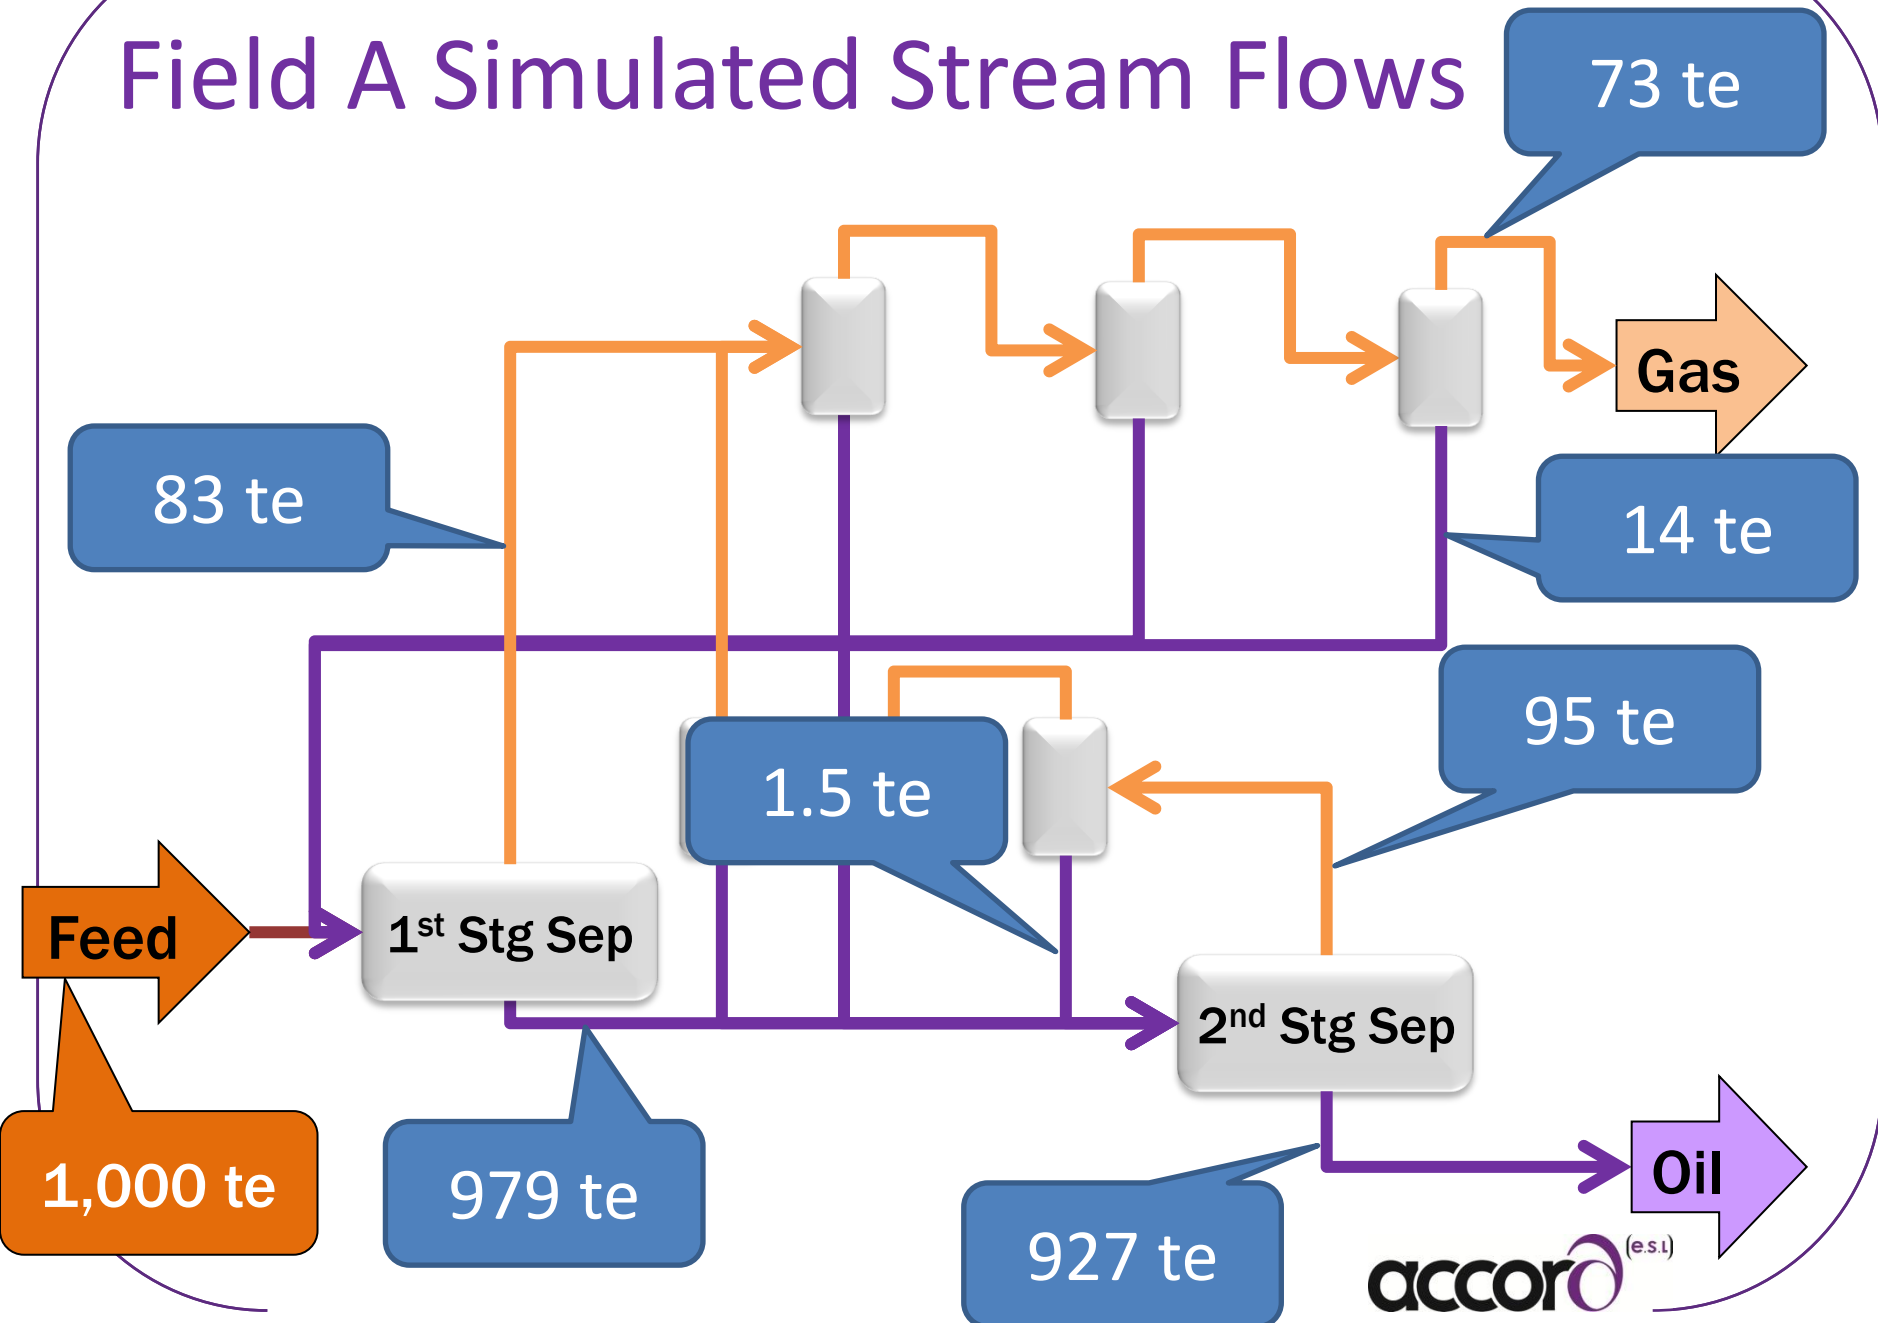 Field A Simulated Stream Flows
73 te
Gas
83 te
14 te
95 te
1.5 te
Feed
1st Stg Sep
2nd Stg Sep
1,000 te
979 te
927 te
Oil
accord (e.s.l)